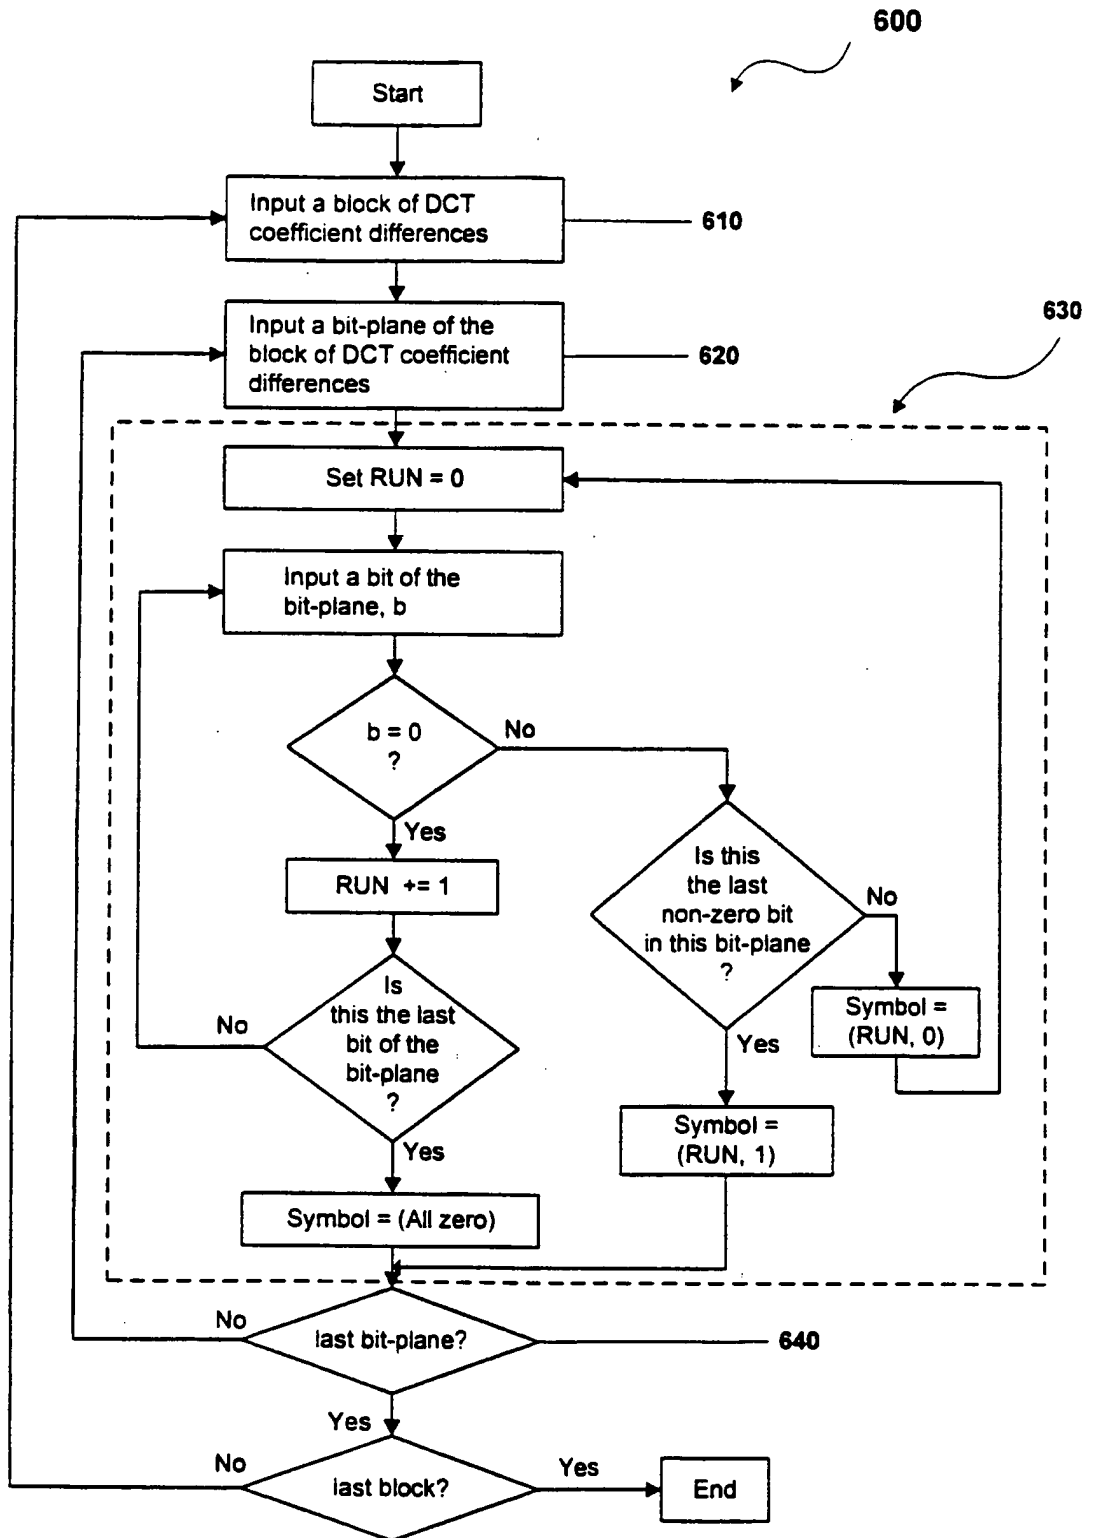 600
Start
Input a block of DCT
coefficient differences
610
Input a bit-plane of the
block of DCT coefficient
differences
620
630
Set RUN = 0
Input a bit of the
bit-plane, b
b = 0
?
No
Yes
RUN += 1
Is this
the last
non-zero bit
in this bit-plane
?
No
Symbol =
(RUN, 0)
Yes
Symbol =
(RUN, 1)
Is
this the last
bit of the
bit-plane
?
No
Yes
Symbol = (All zero)
last bit-plane?
No
640
Yes
last block?
No
Yes
End